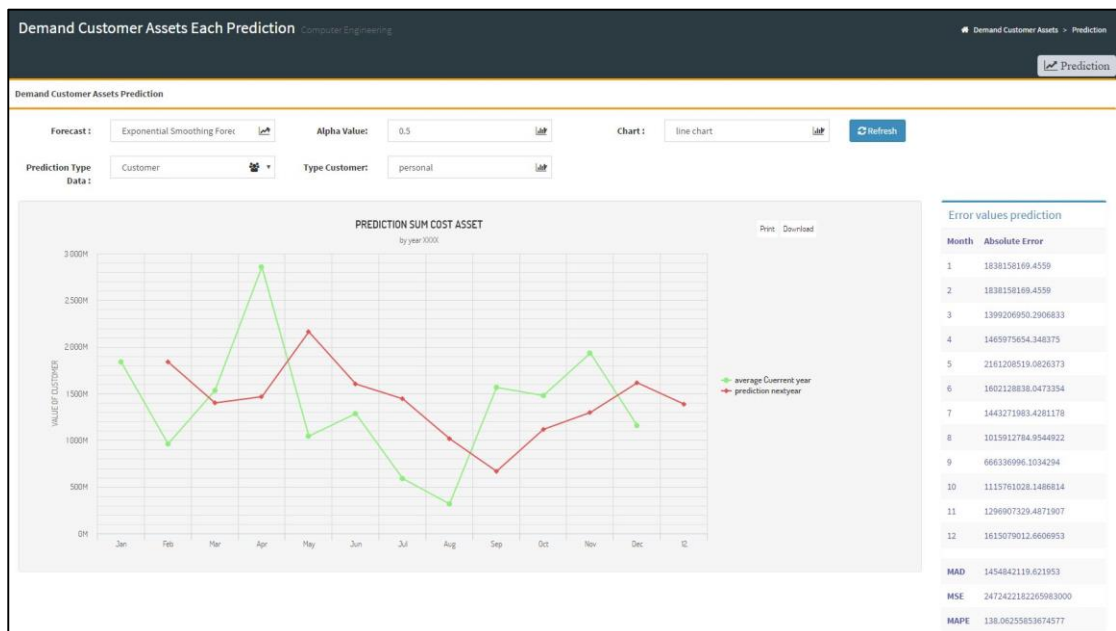 Demand Customer Assets Each Prediction Computer Engineering
Demand Customer Assets > Prediction
Prediction
Demand Customer Assets Prediction
Forecast : Exponential Smoothing Forec Alpha Value: 0.5 Chart : line chart Refresh
Prediction Type Data : Customer Type Customer: personal
PREDICTION SUM COST ASSET
by year XXXX
Print Download
VALUE OF CUSTOMER
3 000M
2 500M
2 000M
1 500M
1 000M
500M
0M
Jan Feb Mar Apr May Jun Jul Aug Sep Oct Nov Dec 12
average Cuerrent year
prediction nextyear
Error values prediction
Month Absolute Error
1 1838158169.4559
2 1838158169.4559
3 1399206950.2906833
4 1465975654.348375
5 2161208519.0826373
6 1602128838.0473354
7 1443271983.4281178
8 1015912784.9544922
9 666336996.1034294
10 1115761028.1486814
11 1296907329.4871907
12 1615079012.6606953
MAD 1454842119.621953
MSE 2472422182265983000
MAPE 138.06255853674577